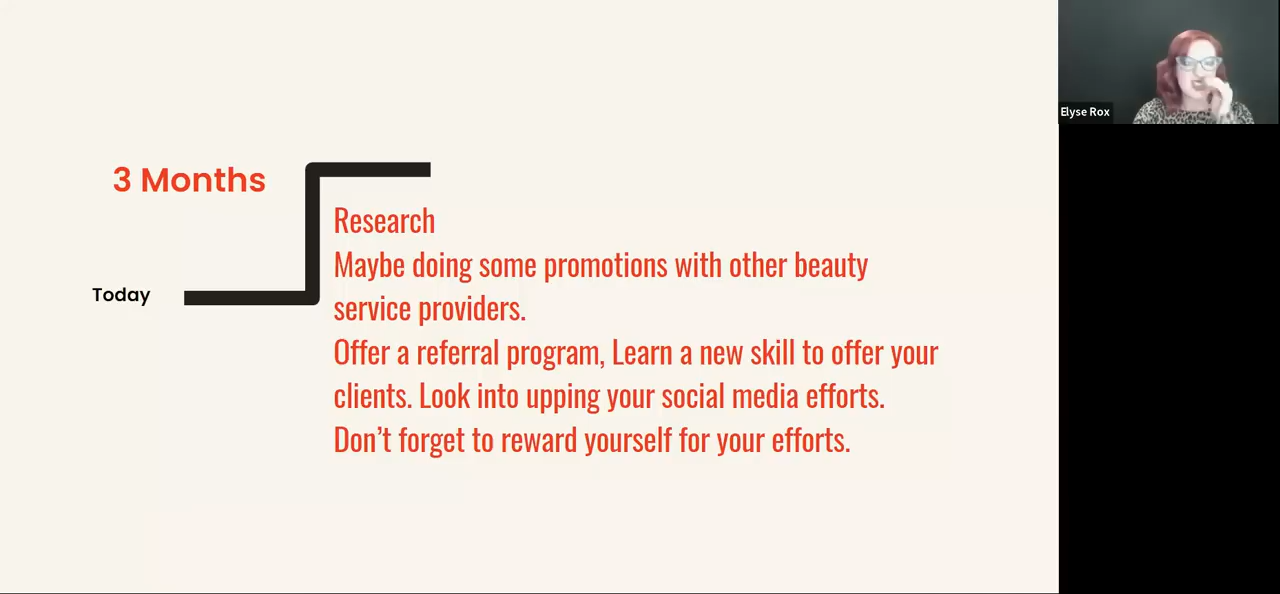 3 Months
Today
Research
Maybe doing some promotions with other beauty
service providers.
Offer a referral program, Learn a new skill to offer your
clients. Look into upping your social media efforts.
Don’t forget to reward yourself for your efforts.
Elyse Rox